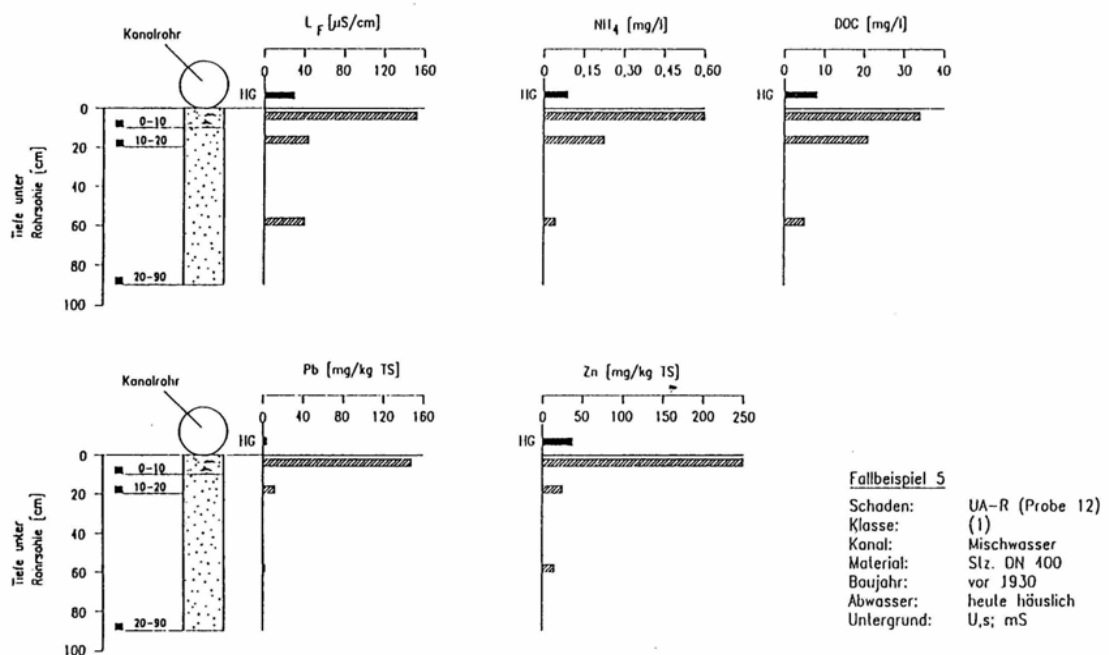 L F [µS/cm]
NH4 [mg/l]
DOC [mg/l]
Kanalrohr
0 40 80 120 160
0 0,15 0,30 0,45 0,60
0 10 20 30 40
HG
HG
HG
Tiefe unter
Rohrsohle [cm]
0
20
40
60
80
100
0-10
10-20
20-90
Pb [mg/kg TS]
Zn [mg/kg TS]
Kanalrohr
0 40 80 120 160
0 50 100 150 200 250
HG
HG
Tiefe unter
Rohrsohle [cm]
0
20
40
60
80
100
0-10
10-20
20-90
Fallbeispiel 5
Schaden: UA-R (Probe 12)
Klasse: (1)
Kanal: Mischwasser
Material: Stz. DN 400
Baujahr: vor 1930
Abwasser: heute häuslich
Untergrund: U,s; mS